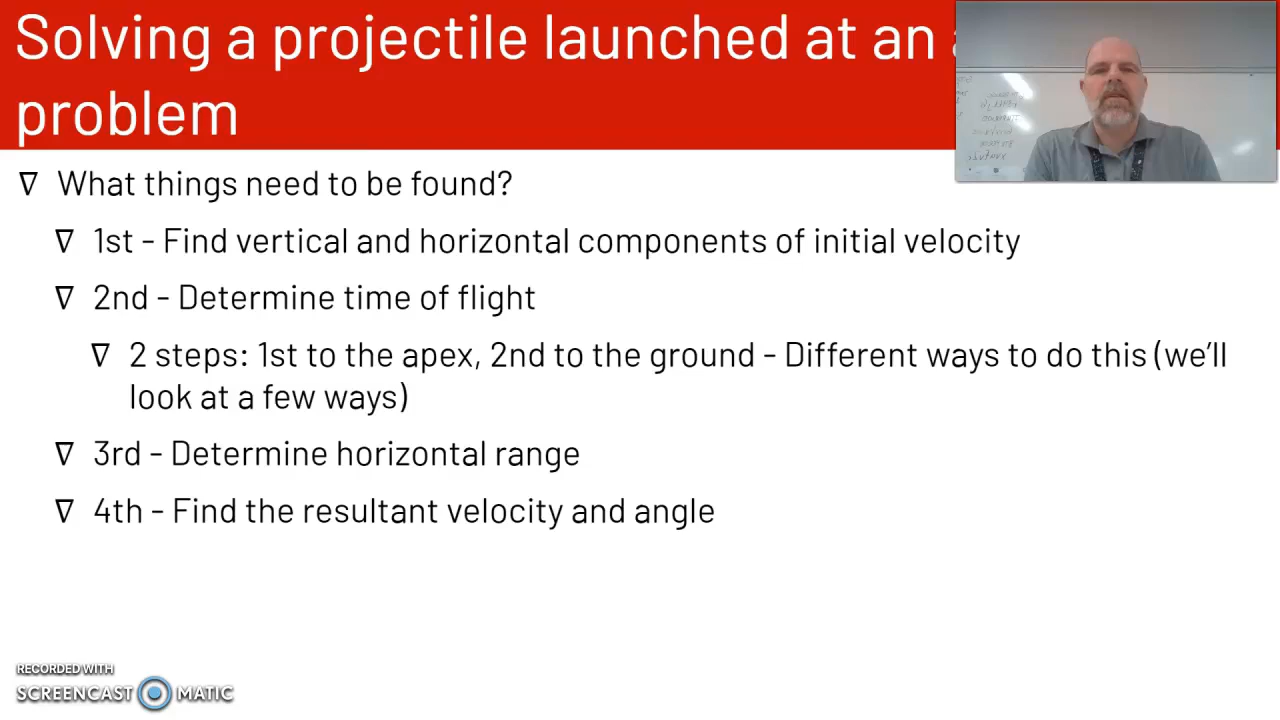 Solving a projectile launched at an
problem
∇ What things need to be found?
∇ 1st - Find vertical and horizontal components of initial velocity
∇ 2nd - Determine time of flight
∇ 2 steps: 1st to the apex, 2nd to the ground - Different ways to do this (we'll
look at a few ways)
∇ 3rd - Determine horizontal range
∇ 4th - Find the resultant velocity and angle
RECORDED WITH
SCREENCAST MATIC